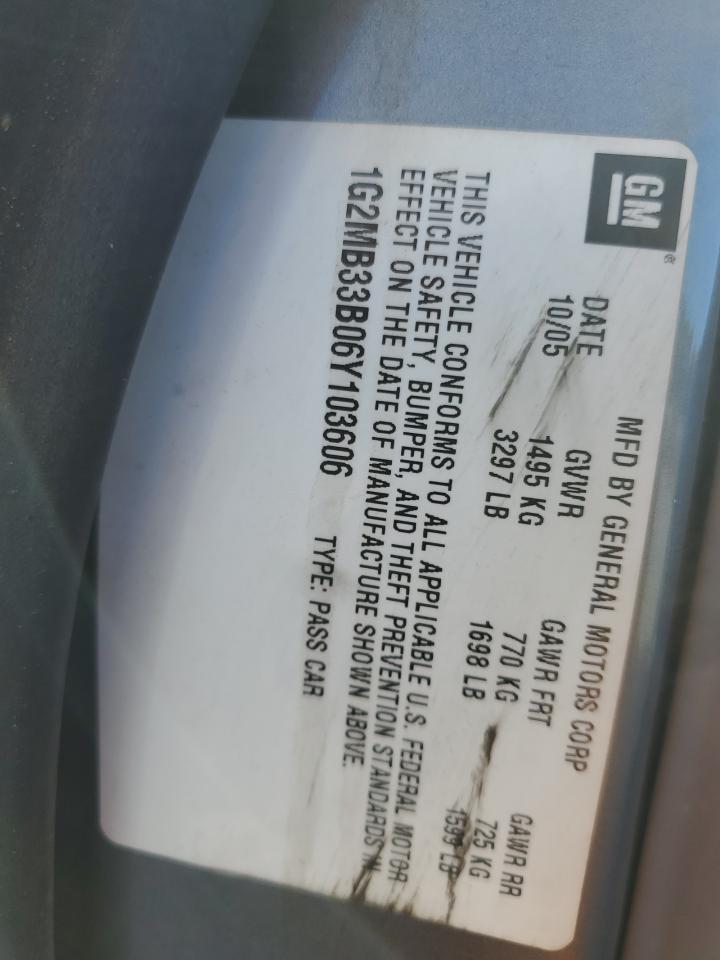 GM®
MFD BY GENERAL MOTORS CORP
DATE GVWR GAWR FRT GAWR RR
10/05 1495 KG 770 KG 725 KG
3297 LB 1698 LB 1599 LB
THIS VEHICLE CONFORMS TO ALL APPLICABLE U.S. FEDERAL MOTOR
VEHICLE SAFETY, BUMPER, AND THEFT PREVENTION STANDARDS IN
EFFECT ON THE DATE OF MANUFACTURE SHOWN ABOVE.
1G2MB33B06Y103606 TYPE: PASS CAR